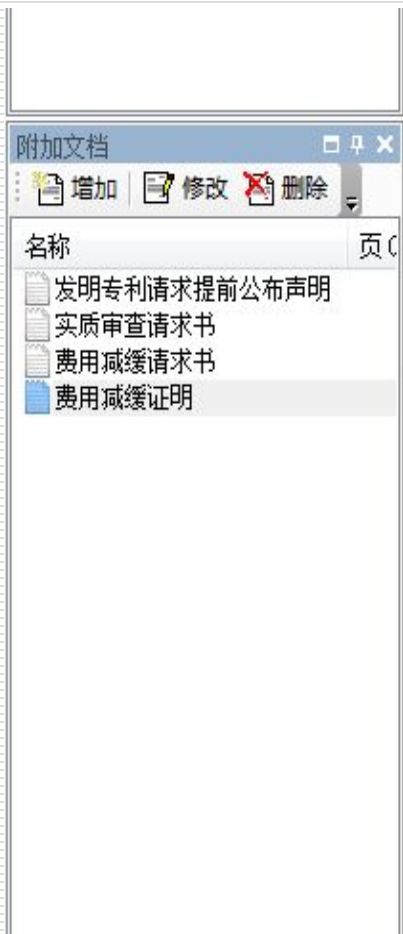 附加文档
增加 修改 删除
名称 页(
发明专利请求提前公布声明
实质审查请求书
费用减缓请求书
费用减缓证明